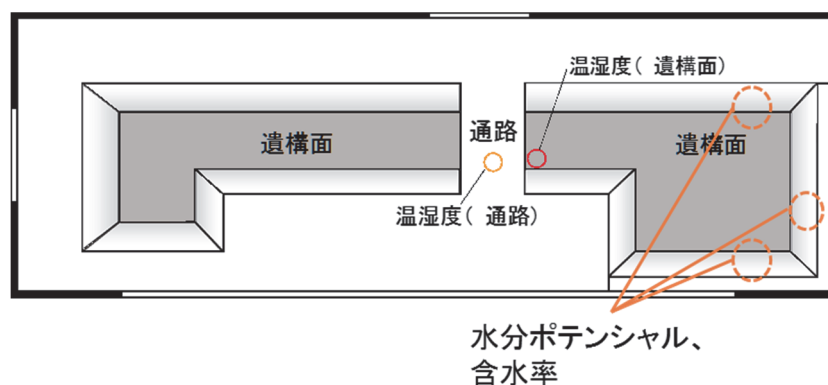 温湿度( 遺構面)
通路
遺構面
遺構面
温湿度( 通路)
水分ポテンシャル、
含水率